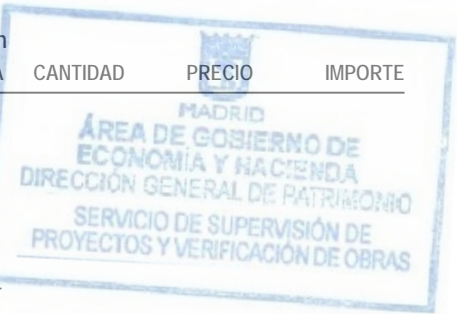 CANTIDAD PRECIO IMPORTE
MADRID
ÁREA DE GOBIERNO DE
ECONOMÍA Y HACIENDA
DIRECCIÓN GENERAL DE PATRIMONIO
SERVICIO DE SUPERVISIÓN DE
PROYECTOS Y VERIFICACIÓN DE OBRAS